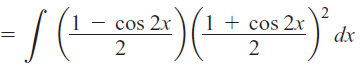 = ∫ ((1 − cos 2x)/2) ((1 + cos 2x)/2)² dx